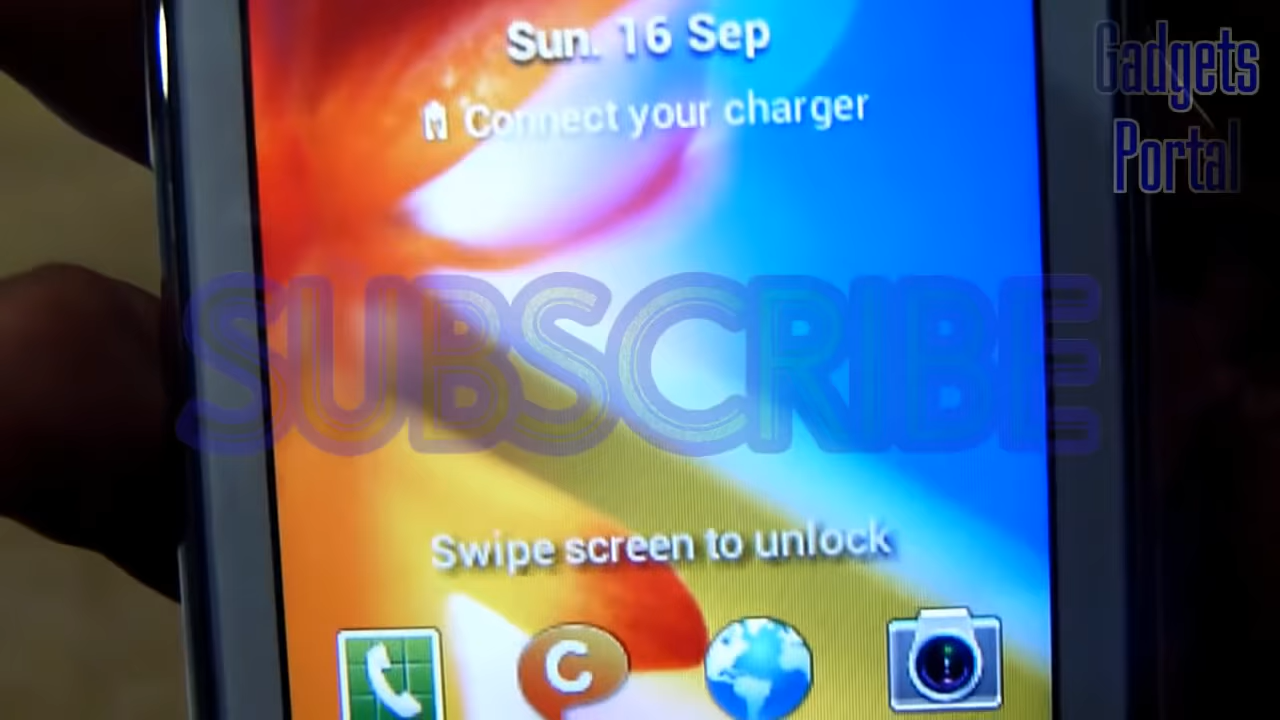 Sun. 16 Sep
Connect your charger
Gadgets
Portal
SUBSCRIBE
Swipe screen to unlock
C